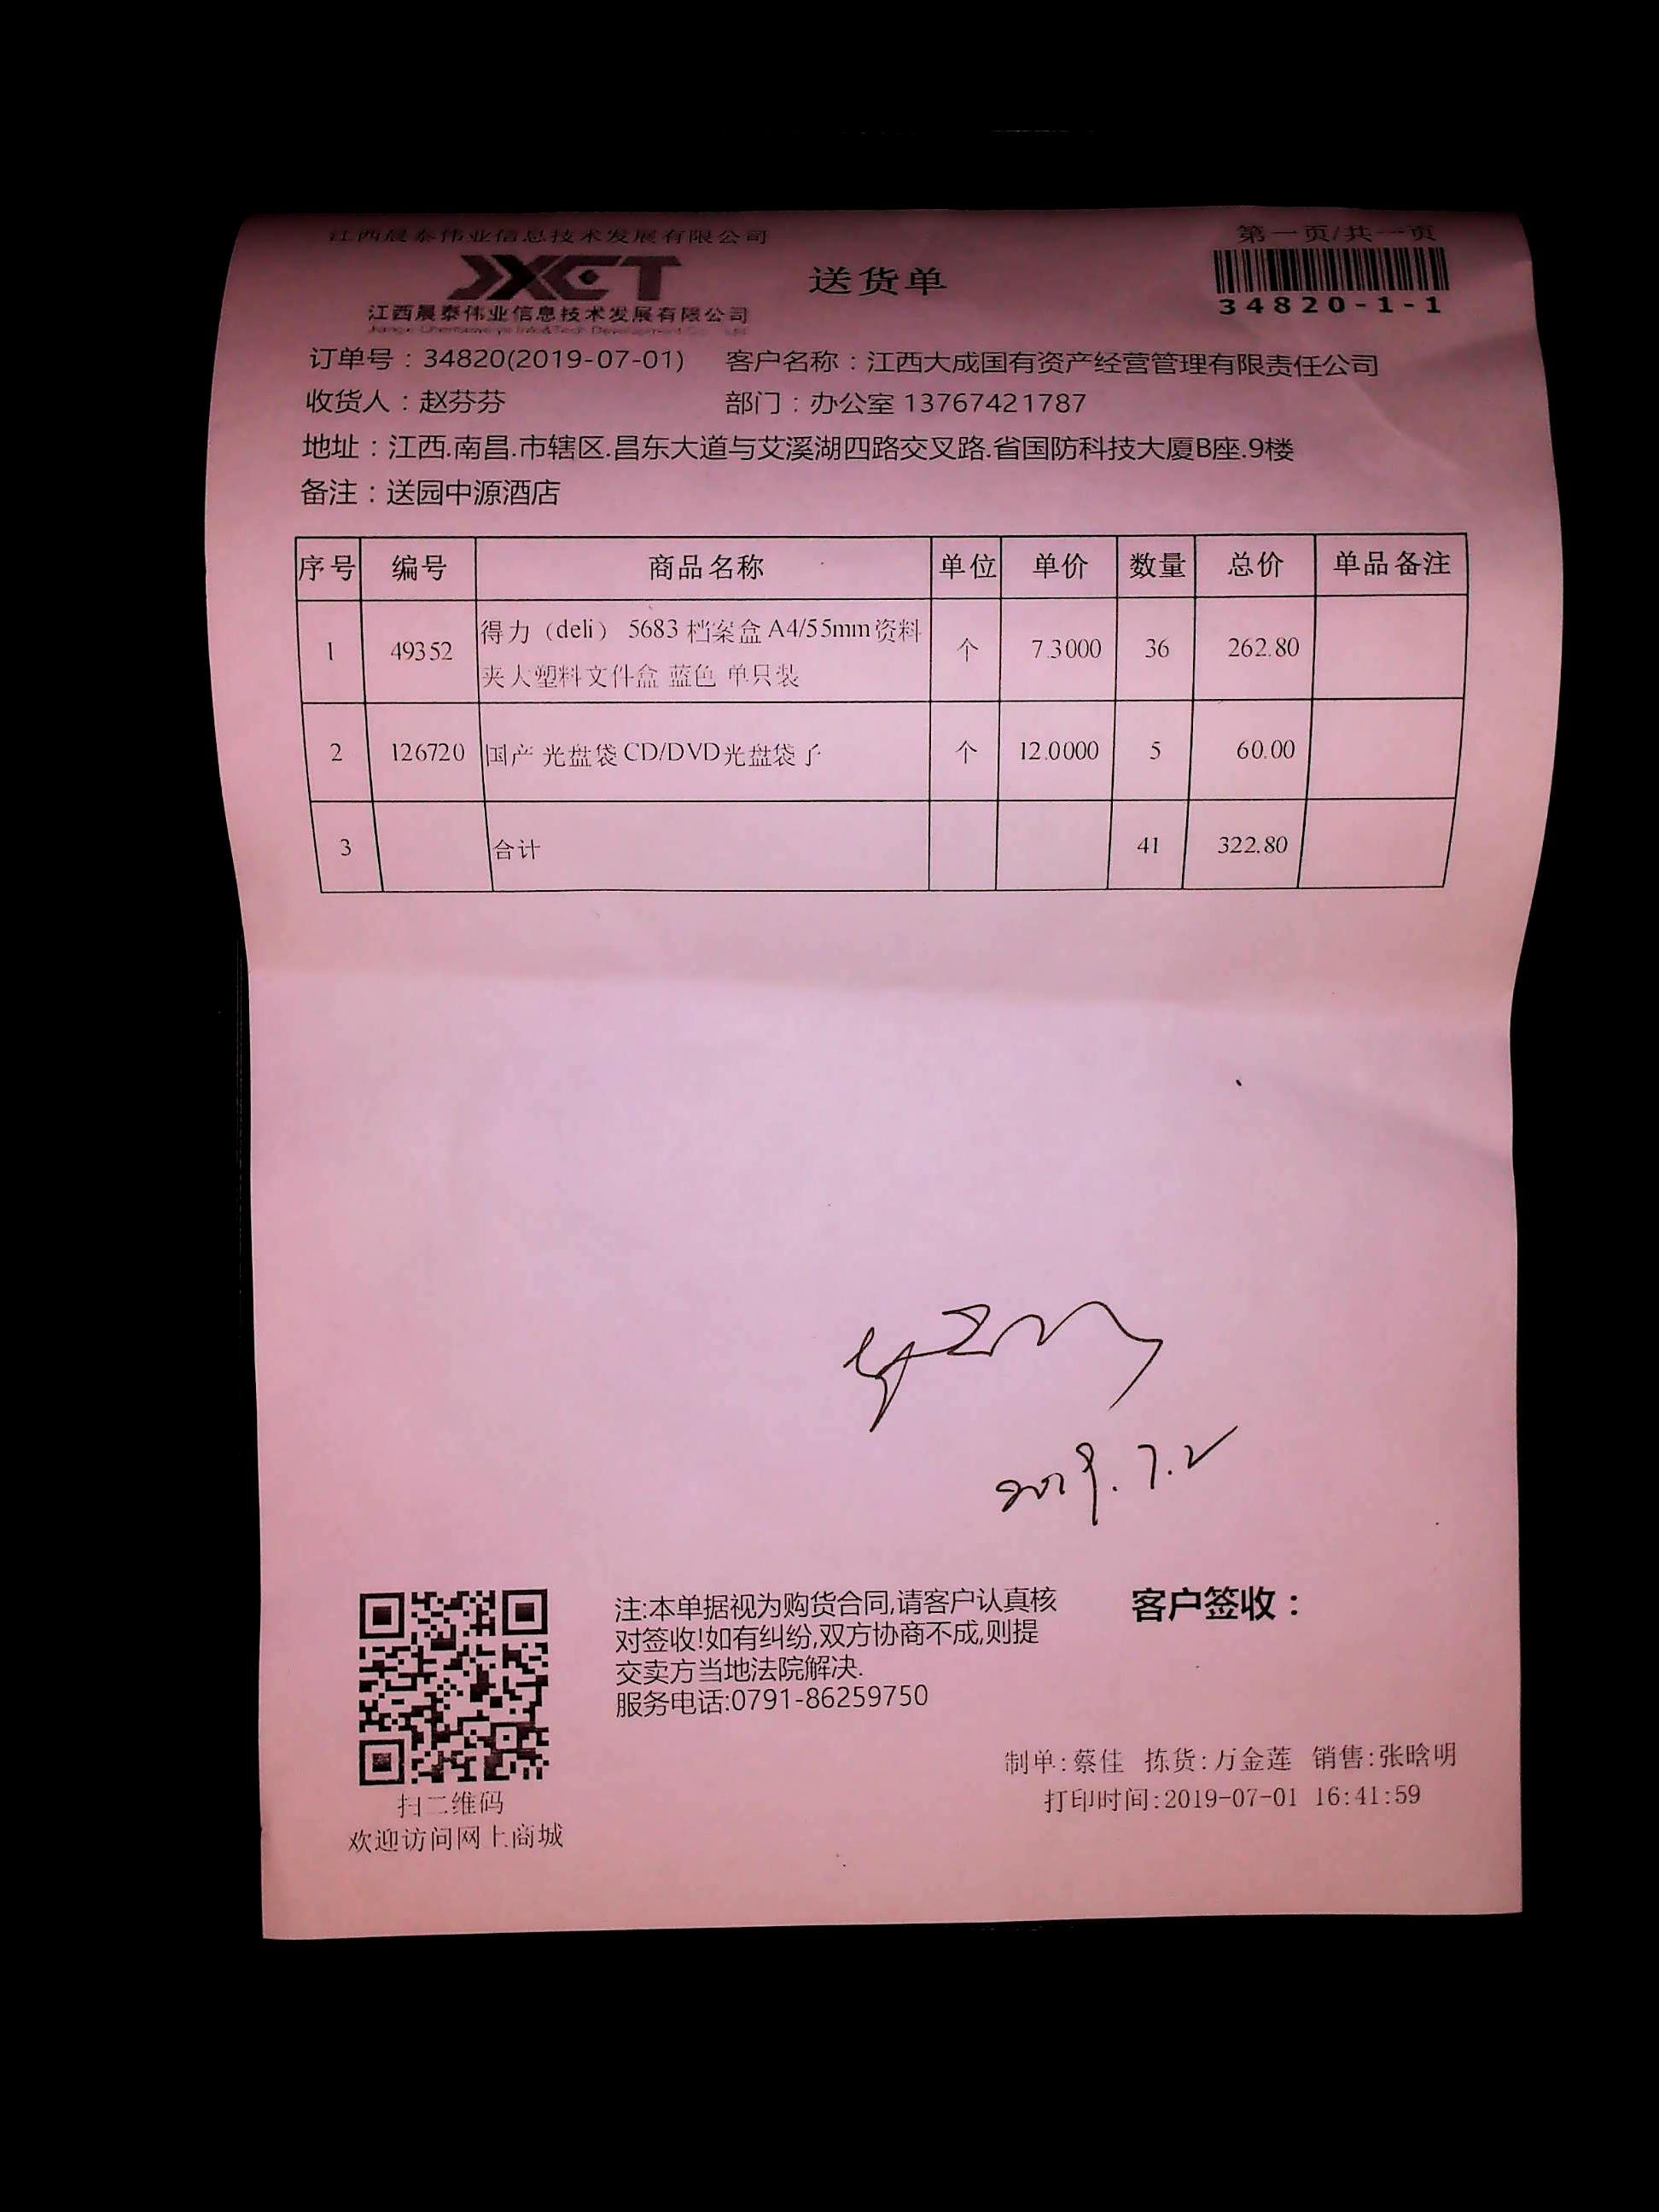 江西晨泰伟业信息技术发展有限公司
第一页/共一页
JXCT
送货单
江西晨泰伟业信息技术发展有限公司
34820-1-1
订单号：34820(2019-07-01) 客户名称：江西大成国有资产经营管理有限责任公司
收货人：赵芬芬 部门：办公室 13767421787
地址：江西.南昌.市辖区.昌东大道与艾溪湖四路交叉路.省国防科技大厦B座.9楼
备注：送园中源酒店
序号 编号 商品名称 单位 单价 数量 总价 单品备注
1 49352 得力（deli） 5683 档案盒 A4/55mm 资料
夹大塑料文件盒 蓝色 单只装 个 7.3000 36 262.80
2 126720 国产 光盘袋 CD/DVD光盘袋子 个 12.0000 5 60.00
3 合计 41 322.80
2019.7.2
注:本单据视为购货合同,请客户认真核
对签收!如有纠纷,双方协商不成,则提
交卖方当地法院解决.
服务电话:0791-86259750
客户签收：
扫二维码
欢迎访问网上商城
制单:蔡佳 拣货:万金莲 销售:张晗明
打印时间:2019-07-01 16:41:59